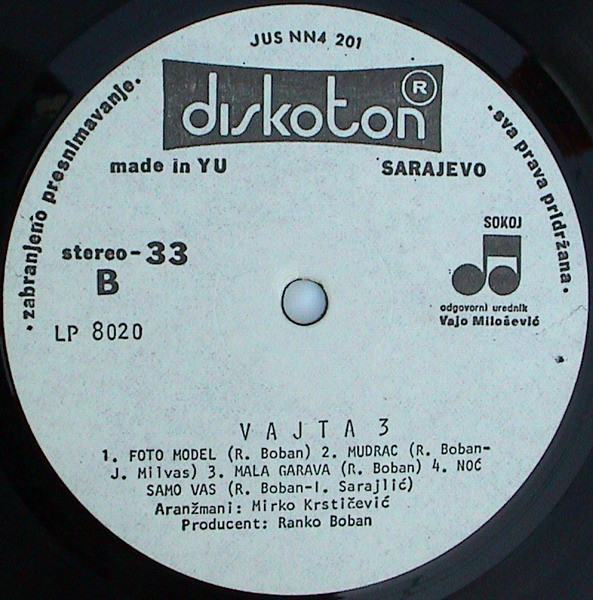 JUS NN4 201
diskoton ®
• zabranjeno presnimavanje.
• sva prava pridržana •
made in YU
SARAJEVO
SOKOJ
stereo-33
B
odgovorni urednik
Vajo Milošević
LP 8020
VAJTA 3
1. FOTO MODEL (R. Boban) 2. MUDRAC (R. Boban-
J. Milvas) 3. MALA GARAVA (R. Boban) 4. NOĆ
SAMO VAS (R. Boban-I. Sarajlić)
Aranžmani: Mirko Krstičević
Producent: Ranko Boban